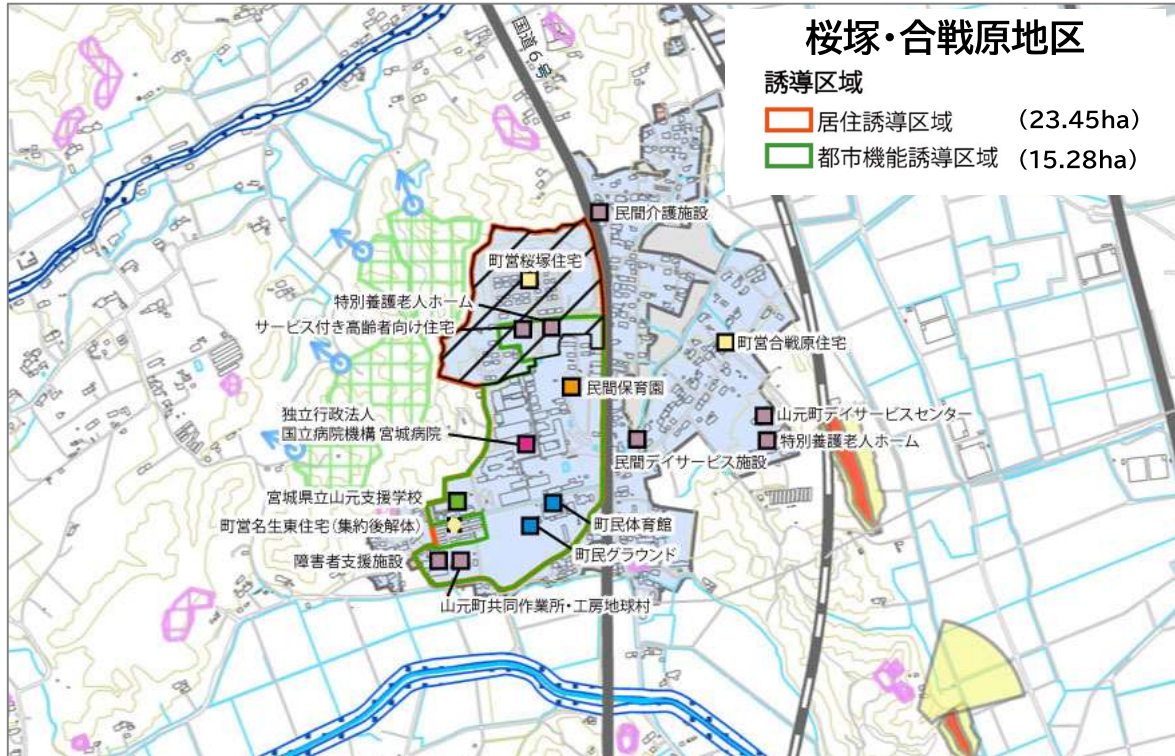 桜塚・合戦原地区
誘導区域
居住誘導区域 (23.45ha)
都市機能誘導区域 (15.28ha)
国道6号
民間介護施設
町営桜塚住宅
特別養護老人ホーム
サービス付き高齢者向け住宅
町営合戦原住宅
民間保育園
独立行政法人
国立病院機構 宮城病院
山元町デイサービスセンター
特別養護老人ホーム
民間デイサービス施設
宮城県立山元支援学校
町営名生東住宅(集約後解体)
町民体育館
町民グラウンド
障害者支援施設
山元町共同作業所・工房地球村